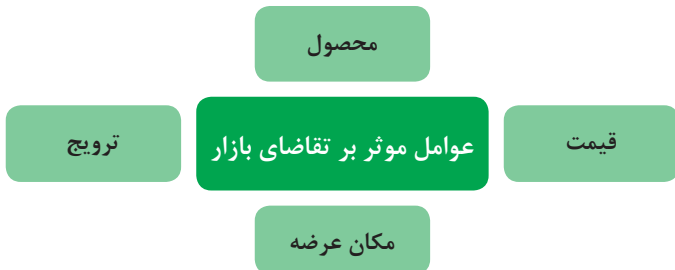 محصول
قیمت
عوامل موثر بر تقاضای بازار
ترویج
مکان عرضه